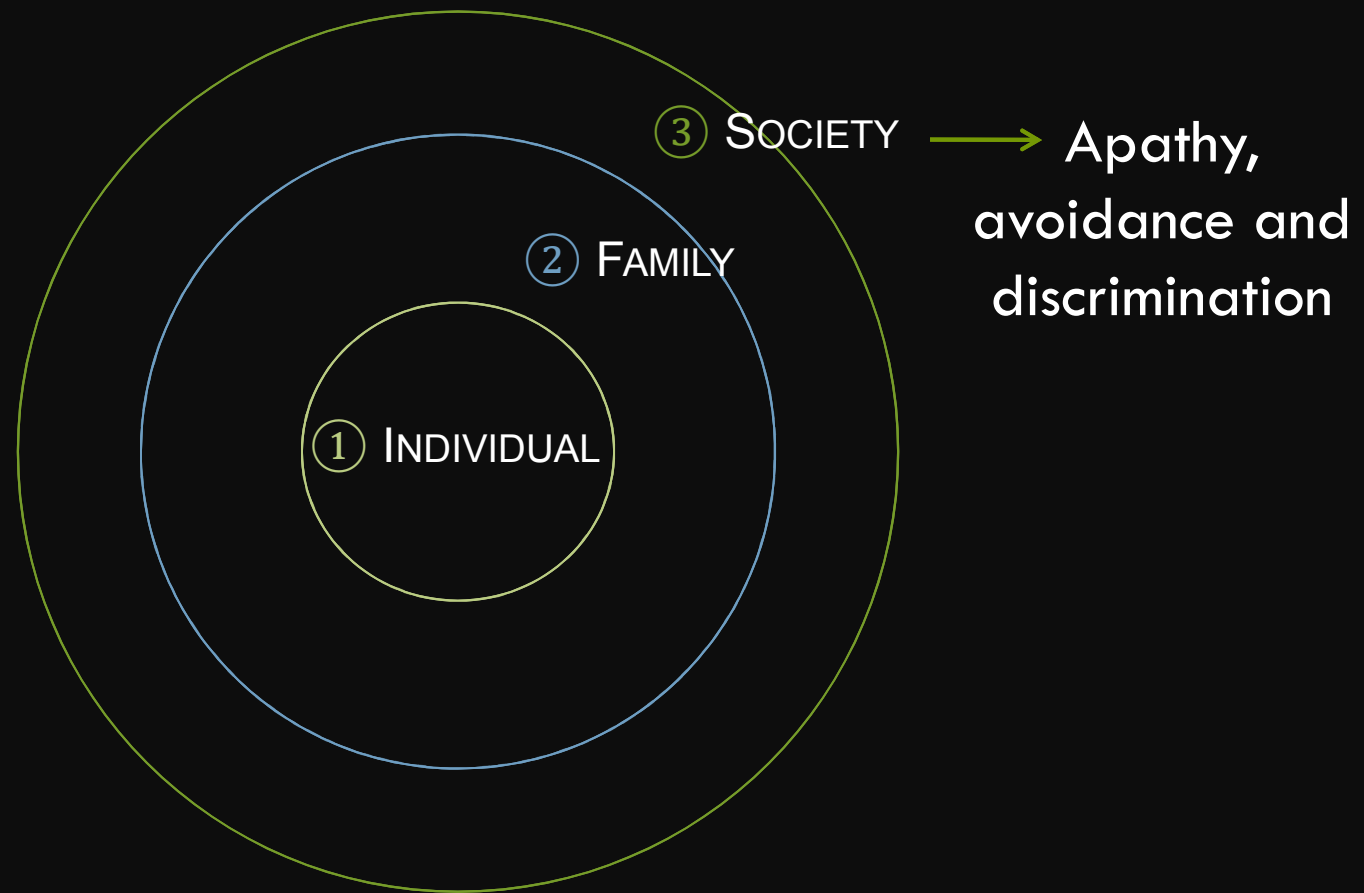 ③ SOCIETY
Apathy,
avoidance and
discrimination
② FAMILY
① INDIVIDUAL